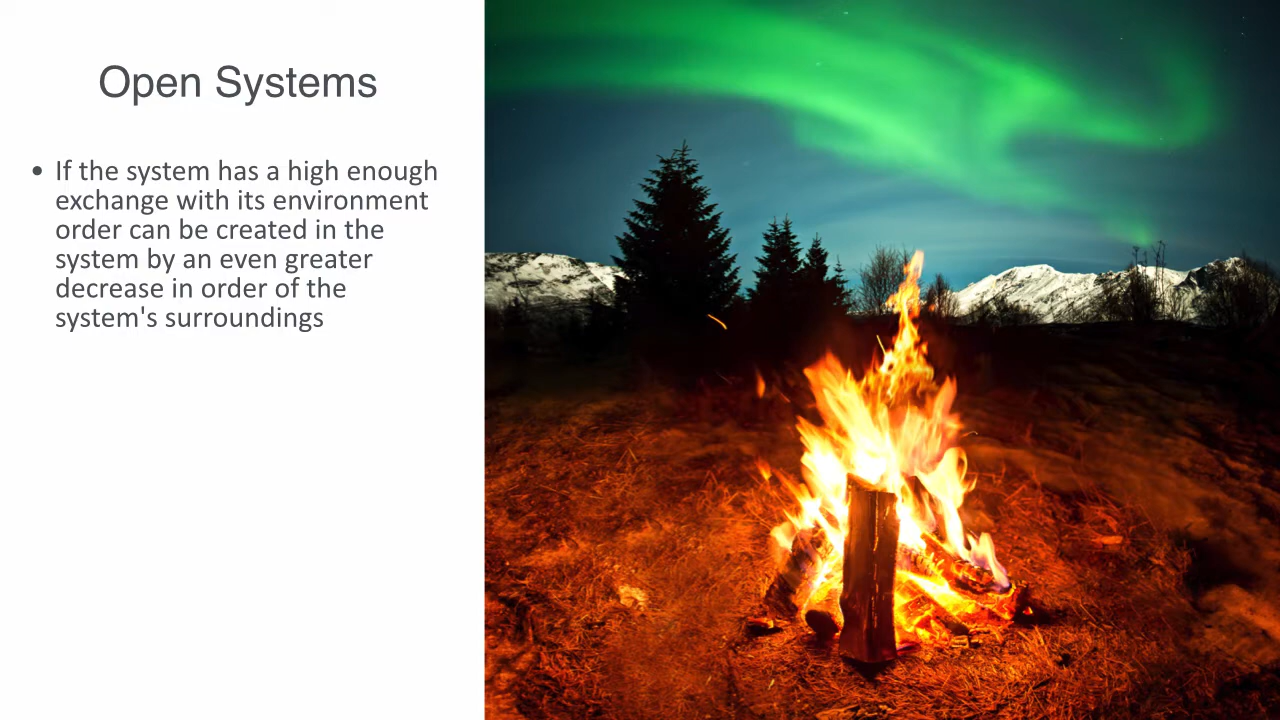 Open Systems
• If the system has a high enough
exchange with its environment
order can be created in the
system by an even greater
decrease in order of the
system's surroundings